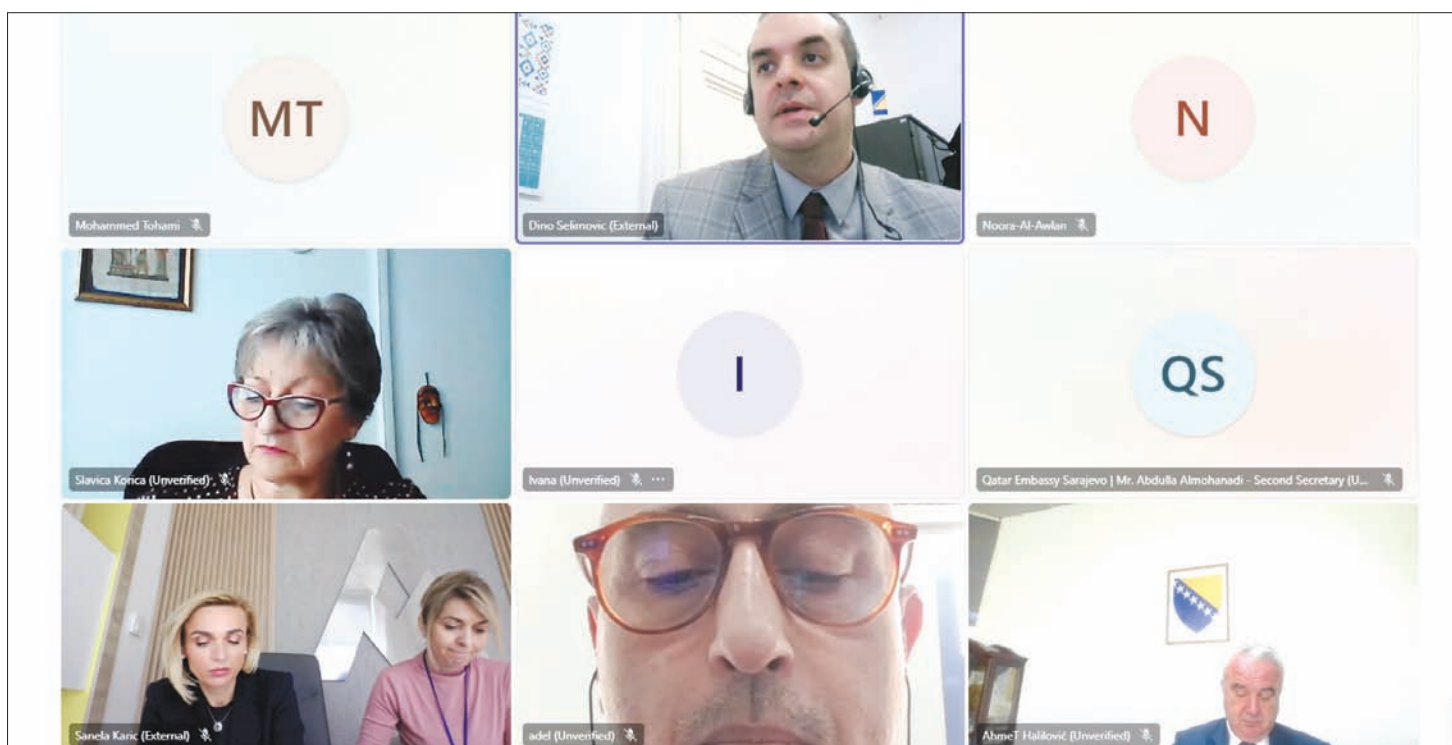 MT
Mohammed Tohami
Dino Selimovic (External)
N
Noora-Al-Awlan
Slavica Korica (Unverified)
I
Ivana (Unverified)
QS
Qatar Embassy Sarajevo | Mr. Abdulla Almohanadi - Second Secretary (U...
Sanela Karic (External)
adel (Unverified)
AhmeT Halilović (Unverified)